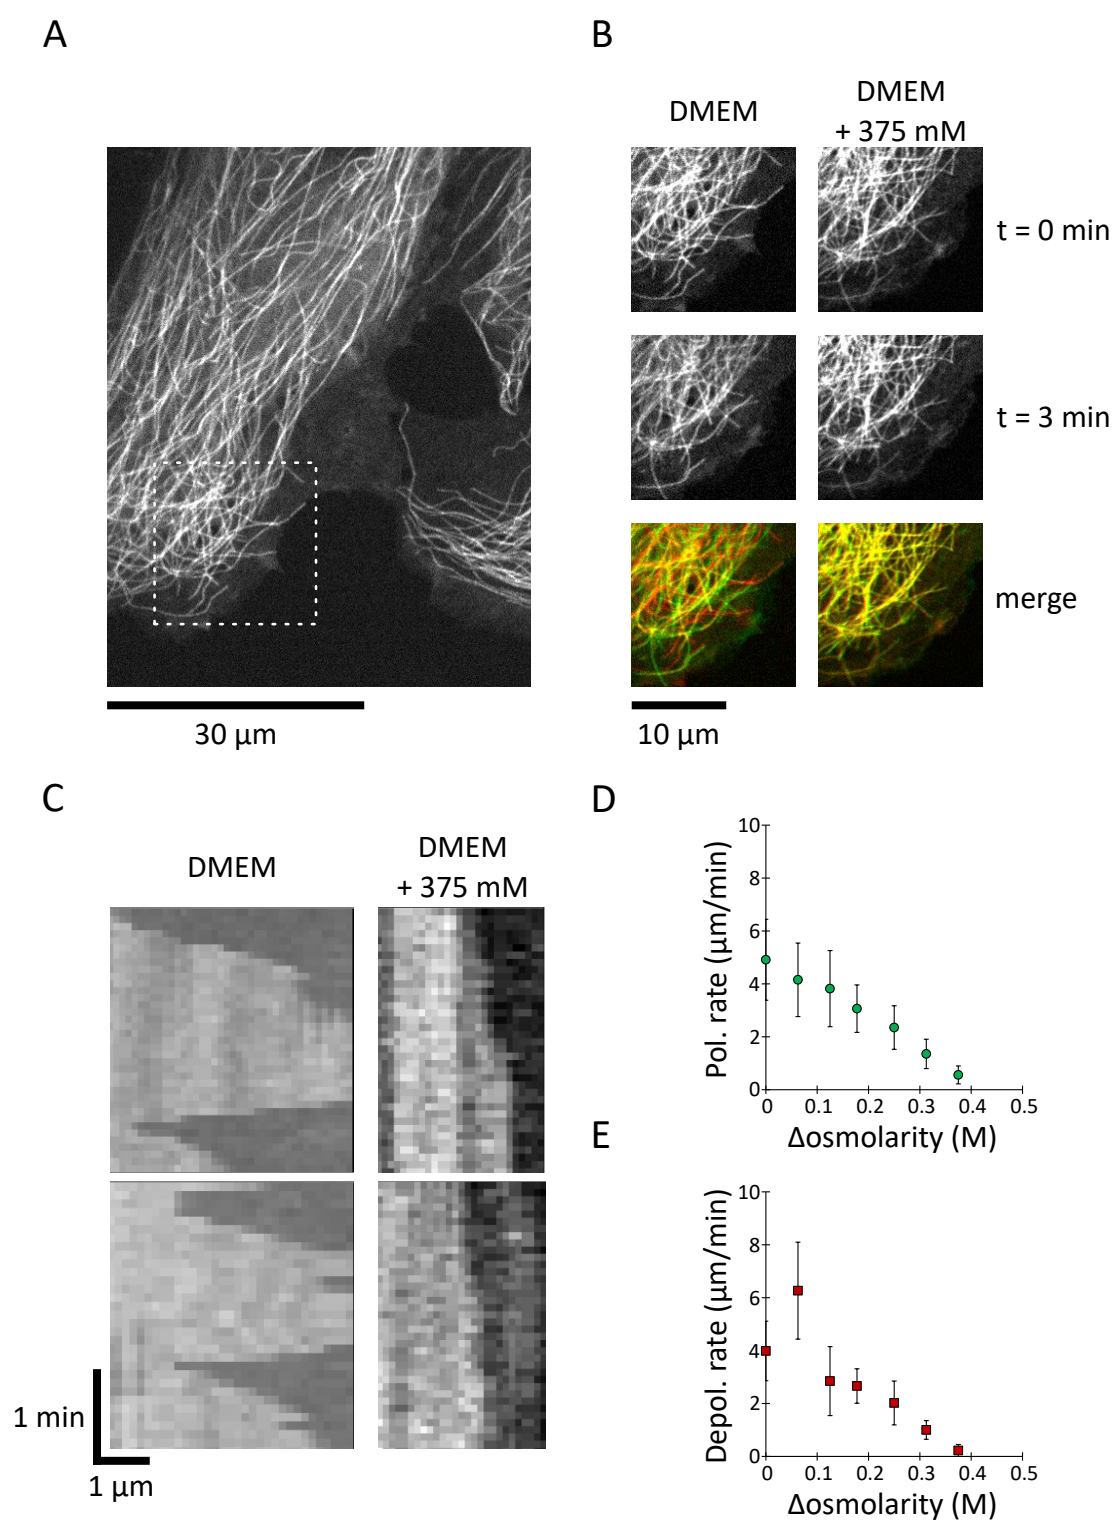 A
30 µm
B
DMEM
DMEM
+ 375 mM
t = 0 min
t = 3 min
merge
10 µm
C
DMEM
DMEM
+ 375 mM
1 min
1 µm
D
Pol. rate (µm/min)
10
8
6
4
2
0
0 0.1 0.2 0.3 0.4 0.5
Δosmolarity (M)
E
Depol. rate (µm/min)
10
8
6
4
2
0
0 0.1 0.2 0.3 0.4 0.5
Δosmolarity (M)